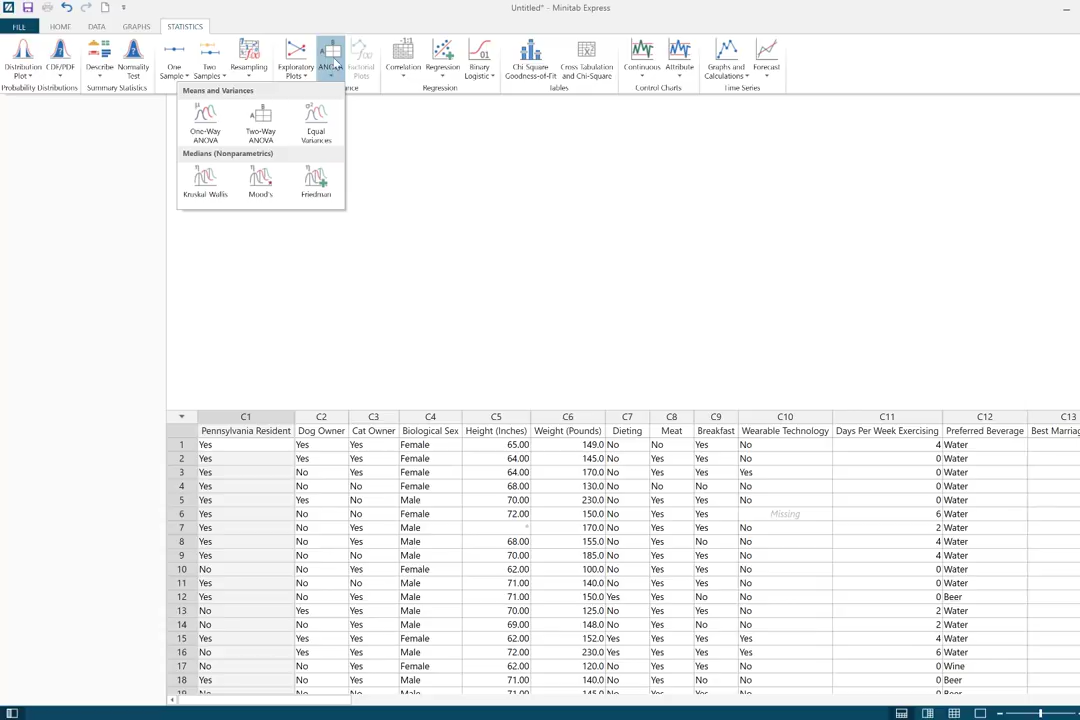 Untitled* - Minitab Express
FILE HOME DATA GRAPHS STATISTICS
Distribution Plot CDF/PDF Describe Normality Test One Sample Two Samples Resampling Exploratory Plots ANOVA Factorial Plots Correlation Regression Binary Logistic Chi Square Goodness-of-Fit Cross Tabulation and Chi-Square Continuous Attribute Graphs and Calculations Forecast
Probability Distributions Summary Statistics Regression Tables Control Charts Time Series
Means and Variances
One-Way ANOVA Two-Way ANOVA Equal Variances
Medians (Nonparametrics)
Kruskal Wallis Mood's Friedman
C1 C2 C3 C4 C5 C6 C7 C8 C9 C10 C11 C12 C13
Pennsylvania Resident Dog Owner Cat Owner Biological Sex Height (Inches) Weight (Pounds) Dieting Meat Breakfast Wearable Technology Days Per Week Exercising Preferred Beverage Best Marria
1 Yes Yes Yes Female 65.00 149.0 No No Yes No 4 Water
2 Yes Yes Yes Female 64.00 145.0 No Yes Yes No 0 Water
3 Yes No Yes Female 64.00 170.0 No Yes Yes Yes 0 Water
4 Yes No No Female 68.00 130.0 No No No No 0 Water
5 Yes Yes No Male 70.00 230.0 No Yes Yes No 0 Water
6 Yes No No Female 72.00 150.0 No Yes Yes Missing 6 Water
7 Yes No Yes Male * 170.0 No Yes Yes No 2 Water
8 Yes No No Male 68.00 155.0 No Yes No No 4 Water
9 Yes No No Male 70.00 185.0 No Yes Yes No 4 Water
10 No No Yes Female 62.00 100.0 No Yes Yes No 0 Water
11 Yes No No Male 71.00 140.0 No Yes Yes No 0 Water
12 Yes No Yes Male 71.00 150.0 Yes Yes No No 0 Beer
13 No Yes Yes Male 70.00 125.0 No Yes Yes No 2 Water
14 No No Yes Male 69.00 148.0 No Yes No No 2 Water
15 Yes Yes Yes Female 62.00 152.0 Yes Yes Yes Yes 4 Water
16 No Yes Yes Male 72.00 230.0 Yes Yes Yes Yes 6 Water
17 No No Yes Female 62.00 120.0 No Yes Yes No 0 Wine
18 Yes No Yes Male 71.00 140.0 No Yes No No 0 Beer
19 No No Yes Male 71.00 145.0 No Yes Yes No 0 Beer